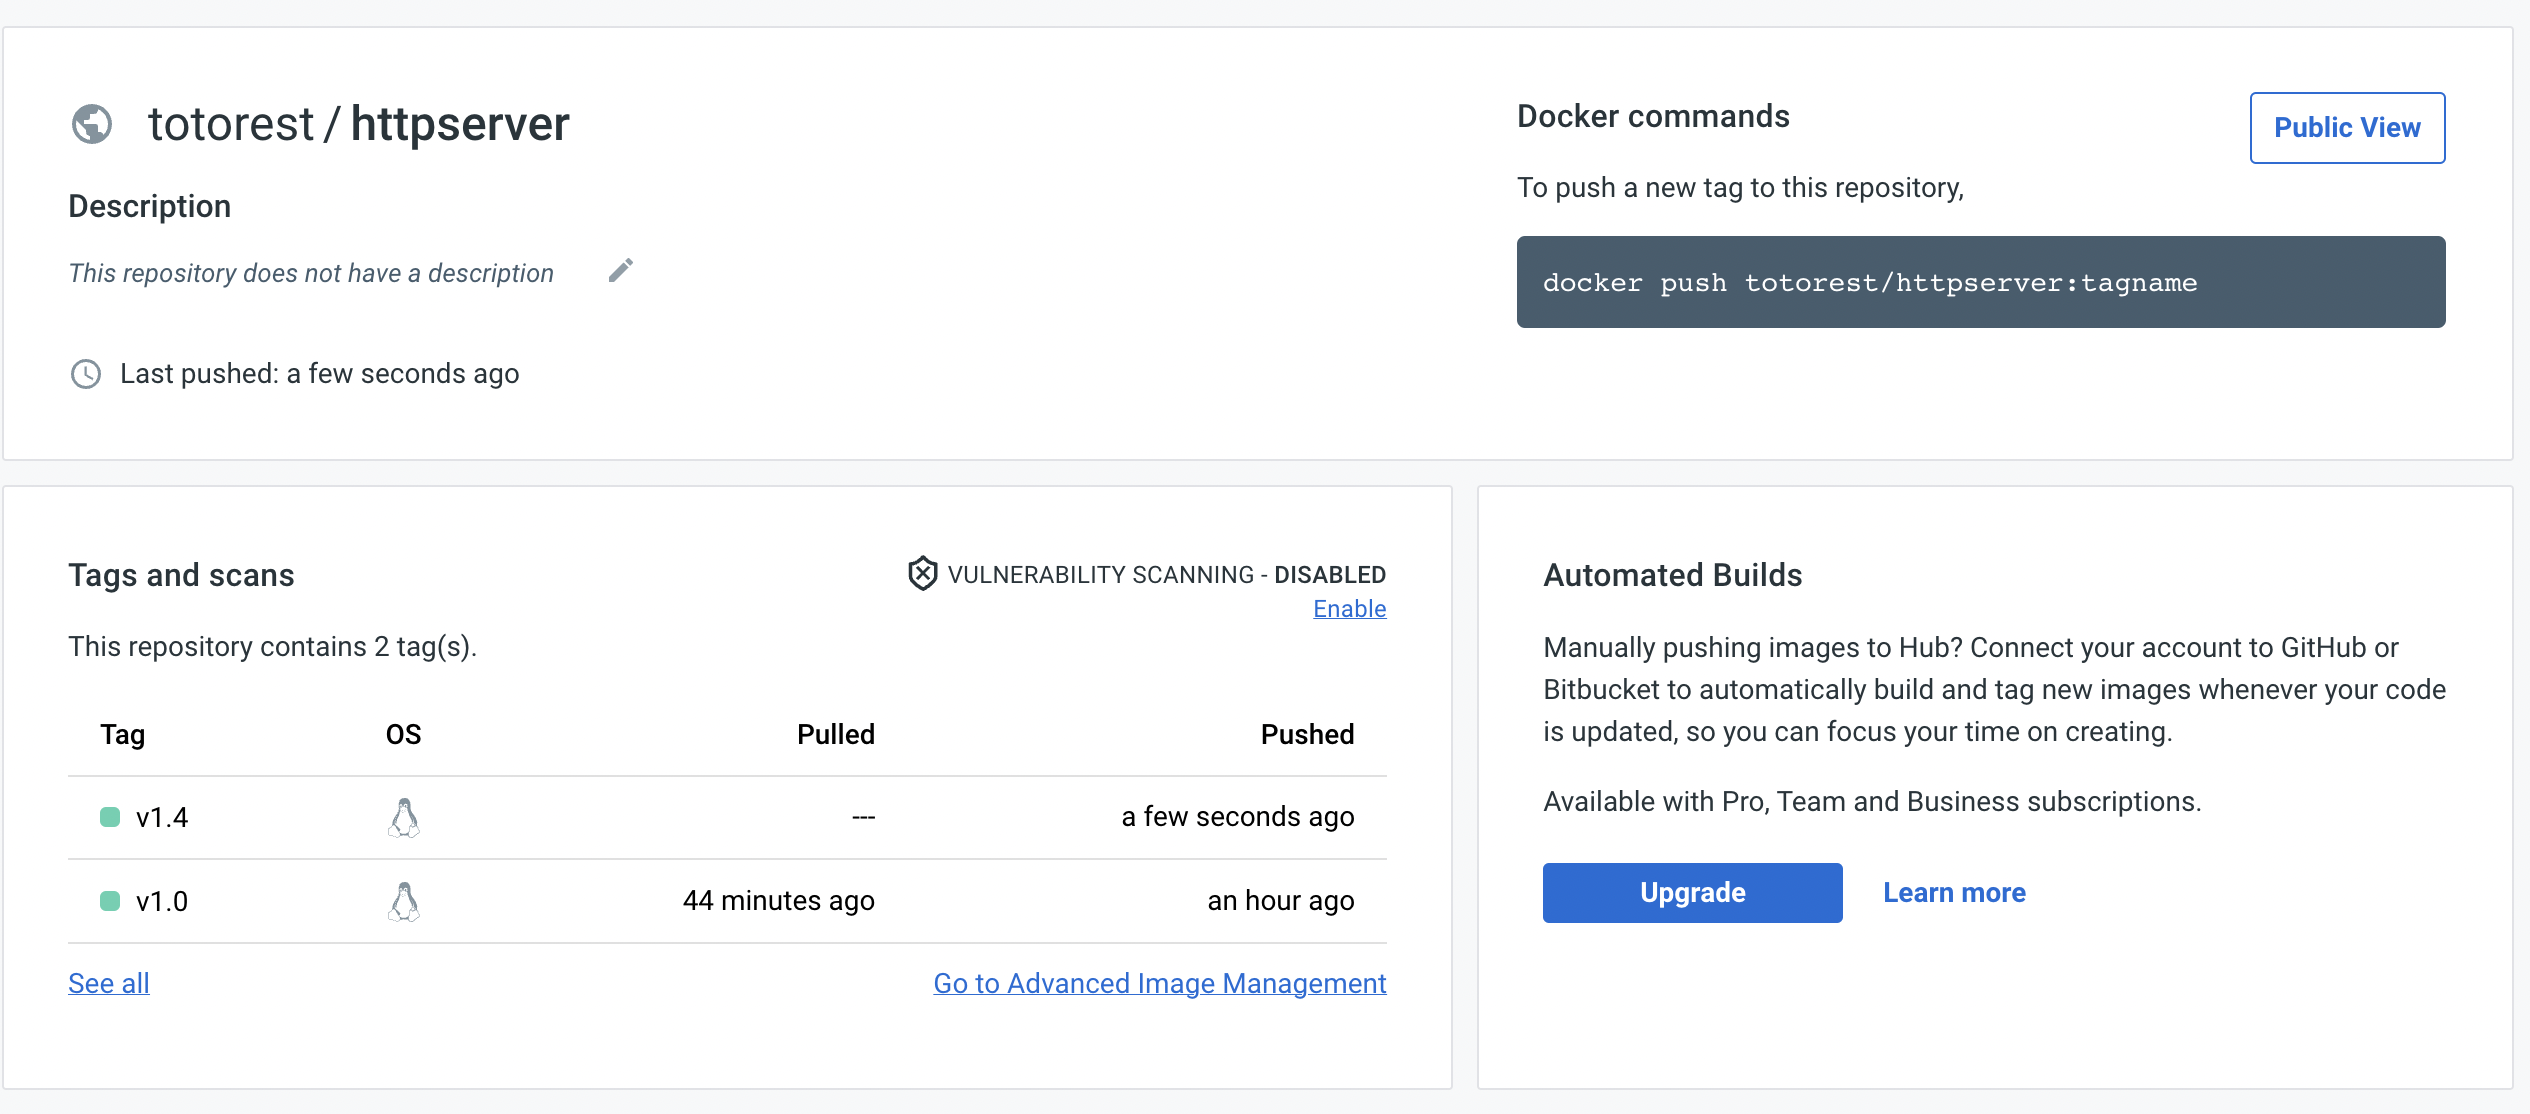 totorest / httpserver
Description
This repository does not have a description
Last pushed: a few seconds ago
Docker commands
Public View
To push a new tag to this repository,
docker push totorest/httpserver:tagname
Tags and scans
VULNERABILITY SCANNING - DISABLED
Enable
This repository contains 2 tag(s).
Tag OS Pulled Pushed
v1.4 --- a few seconds ago
v1.0 44 minutes ago an hour ago
See all Go to Advanced Image Management
Automated Builds
Manually pushing images to Hub? Connect your account to GitHub or
Bitbucket to automatically build and tag new images whenever your code
is updated, so you can focus your time on creating.
Available with Pro, Team and Business subscriptions.
Upgrade Learn more